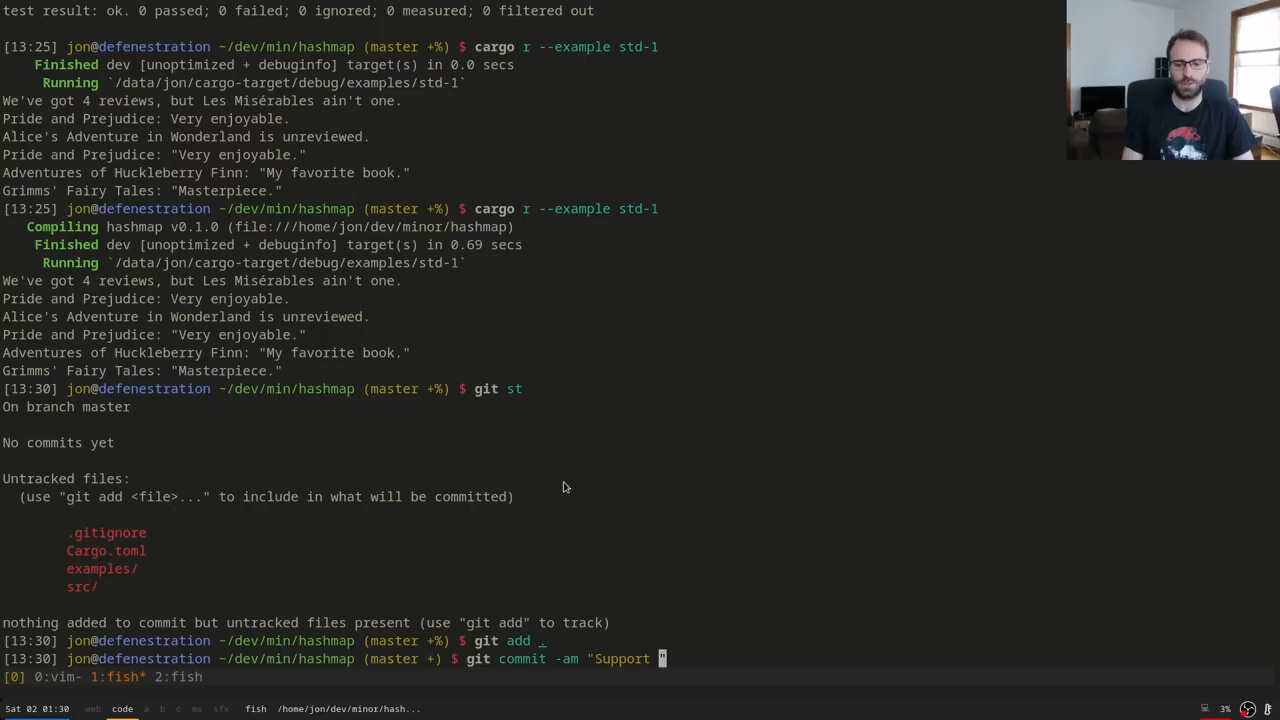 test result: ok. 0 passed; 0 failed; 0 ignored; 0 measured; 0 filtered out
[13:25] jon@defenestration ~/dev/min/hashmap (master +%) $ cargo r --example std-1
Finished dev [unoptimized + debuginfo] target(s) in 0.0 secs
Running `/data/jon/cargo-target/debug/examples/std-1`
We've got 4 reviews, but Les Misérables ain't one.
Pride and Prejudice: Very enjoyable.
Alice's Adventure in Wonderland is unreviewed.
Pride and Prejudice: "Very enjoyable."
Adventures of Huckleberry Finn: "My favorite book."
Grimms' Fairy Tales: "Masterpiece."
[13:25] jon@defenestration ~/dev/min/hashmap (master +%) $ cargo r --example std-1
Compiling hashmap v0.1.0 (file:///home/jon/dev/minor/hashmap)
Finished dev [unoptimized + debuginfo] target(s) in 0.69 secs
Running `/data/jon/cargo-target/debug/examples/std-1`
We've got 4 reviews, but Les Misérables ain't one.
Pride and Prejudice: Very enjoyable.
Alice's Adventure in Wonderland is unreviewed.
Pride and Prejudice: "Very enjoyable."
Adventures of Huckleberry Finn: "My favorite book."
Grimms' Fairy Tales: "Masterpiece."
[13:30] jon@defenestration ~/dev/min/hashmap (master +%) $ git st
On branch master
No commits yet
Untracked files:
(use "git add <file>..." to include in what will be committed)
.gitignore
Cargo.toml
examples/
src/
nothing added to commit but untracked files present (use "git add" to track)
[13:30] jon@defenestration ~/dev/min/hashmap (master +%) $ git add .
[13:30] jon@defenestration ~/dev/min/hashmap (master +) $ git commit -am "Support "
[0] 0:vim- 1:fish* 2:fish
Sat 02 01:30 web code a b c mx sfx fish /home/jon/dev/minor/hash... 3%